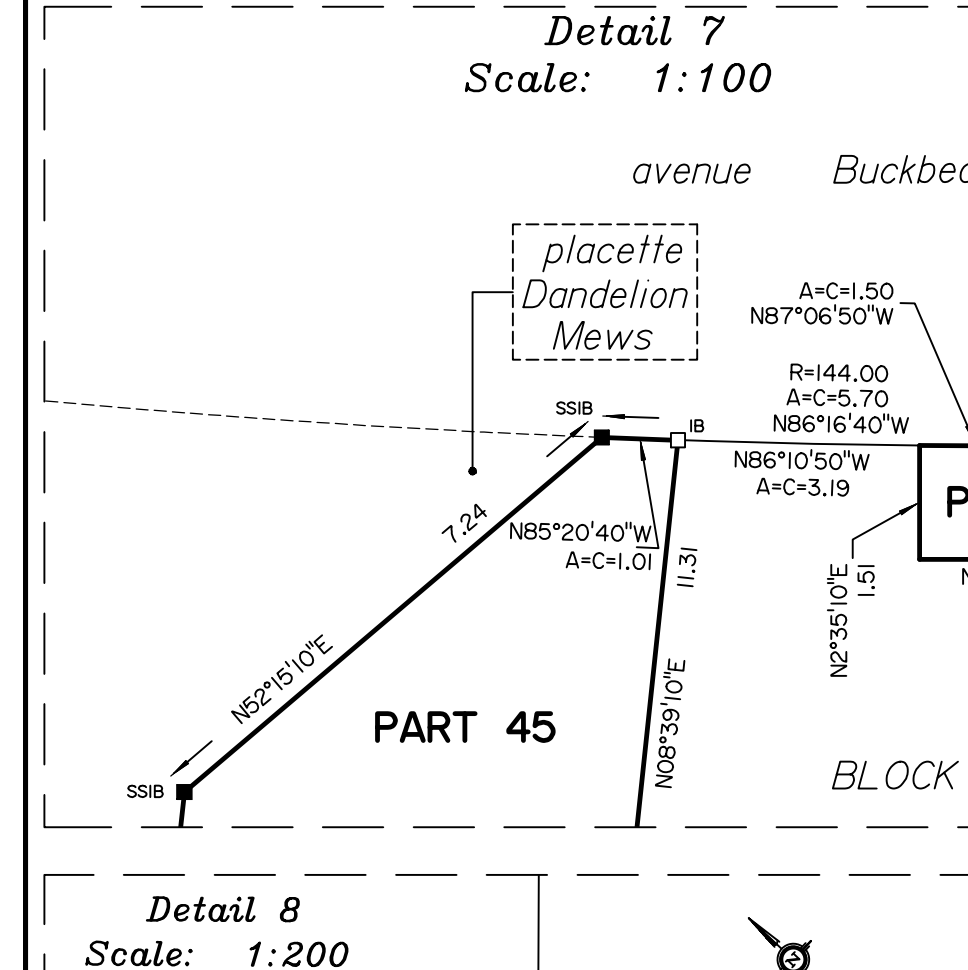 Detail 7
Scale: 1:100
avenue
placette
Dandelion
Mews
A=C=1.50
N87°06'50"W
R=144.00
A=C=5.70
N86°16'40"W
SSIB
IB
N86°10'50"W
A=C=3.19
7.24
N85°20'40"W
A=C=1.01
11.31
N2°35'10"E
1.51
N52°15'10"E
N08°39'10"E
PART 45
BLOCK
SSIB
Detail 8
Scale: 1:200